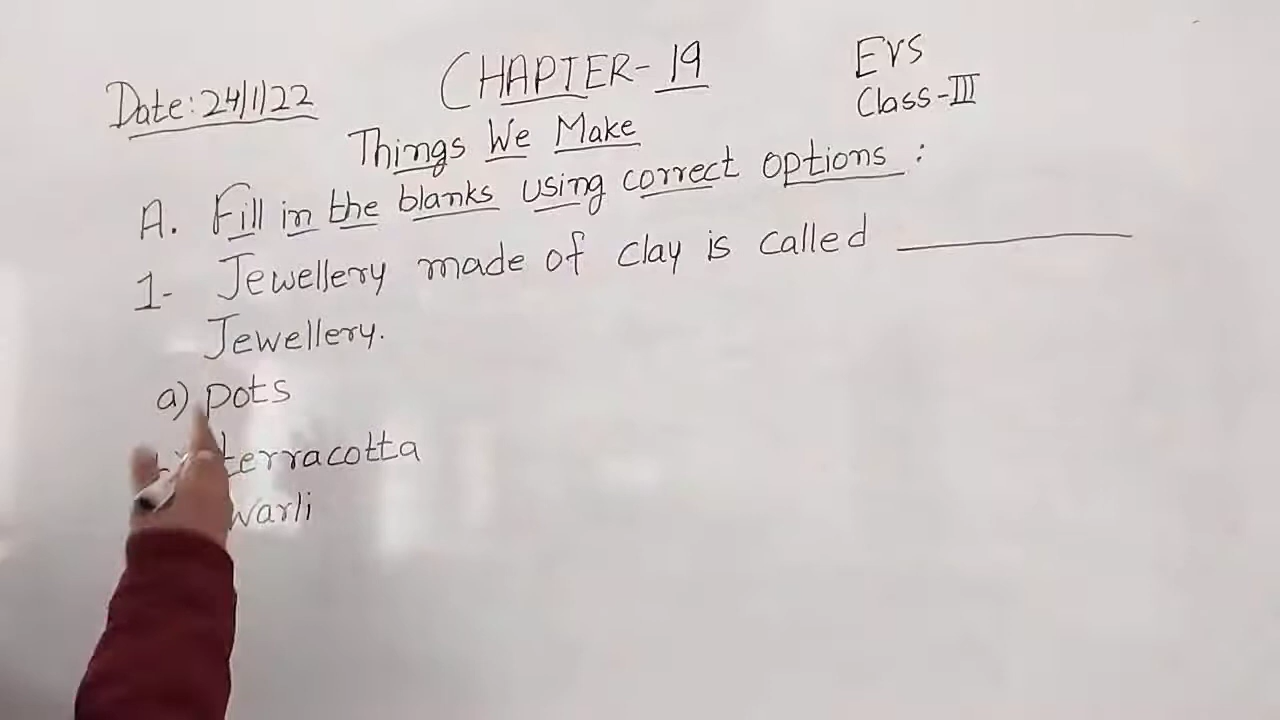 Date: 24/1/22
CHAPTER-19
EVS
Class-III
Things We Make
A. Fill in the blanks using correct options :
1- Jewellery made of clay is called __________
Jewellery.
a) pots
terracotta
warli